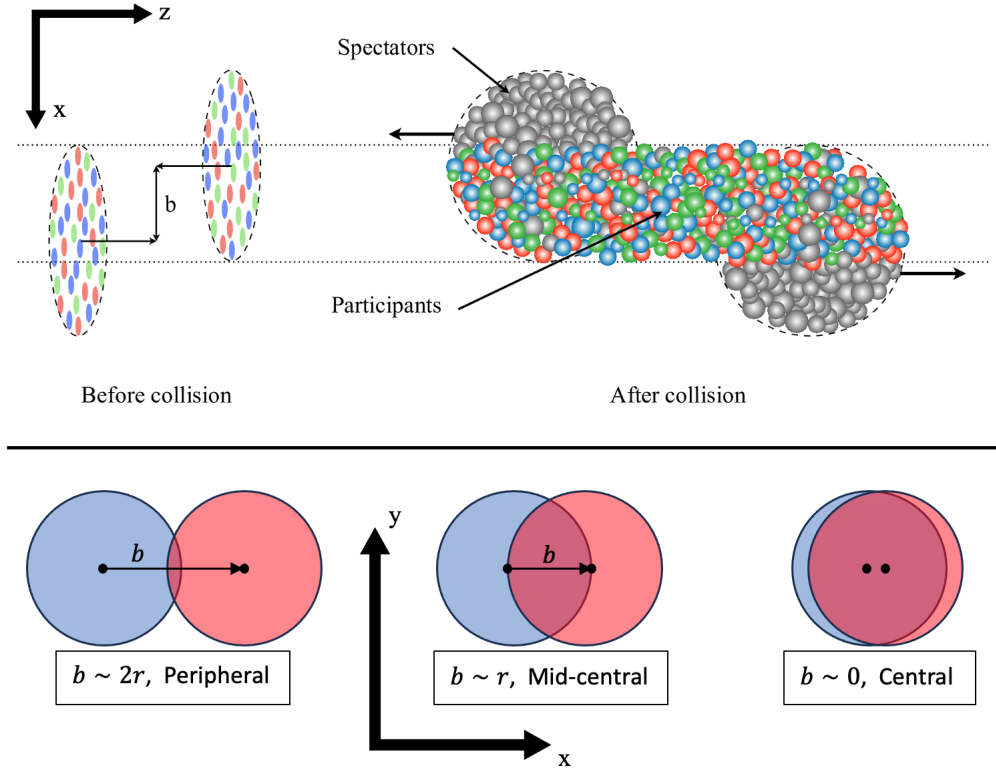 z
x
Spectators
b
Participants
Before collision
After collision
y
b
b
b ~ 2r, Peripheral
b ~ r, Mid-central
b ~ 0, Central
x